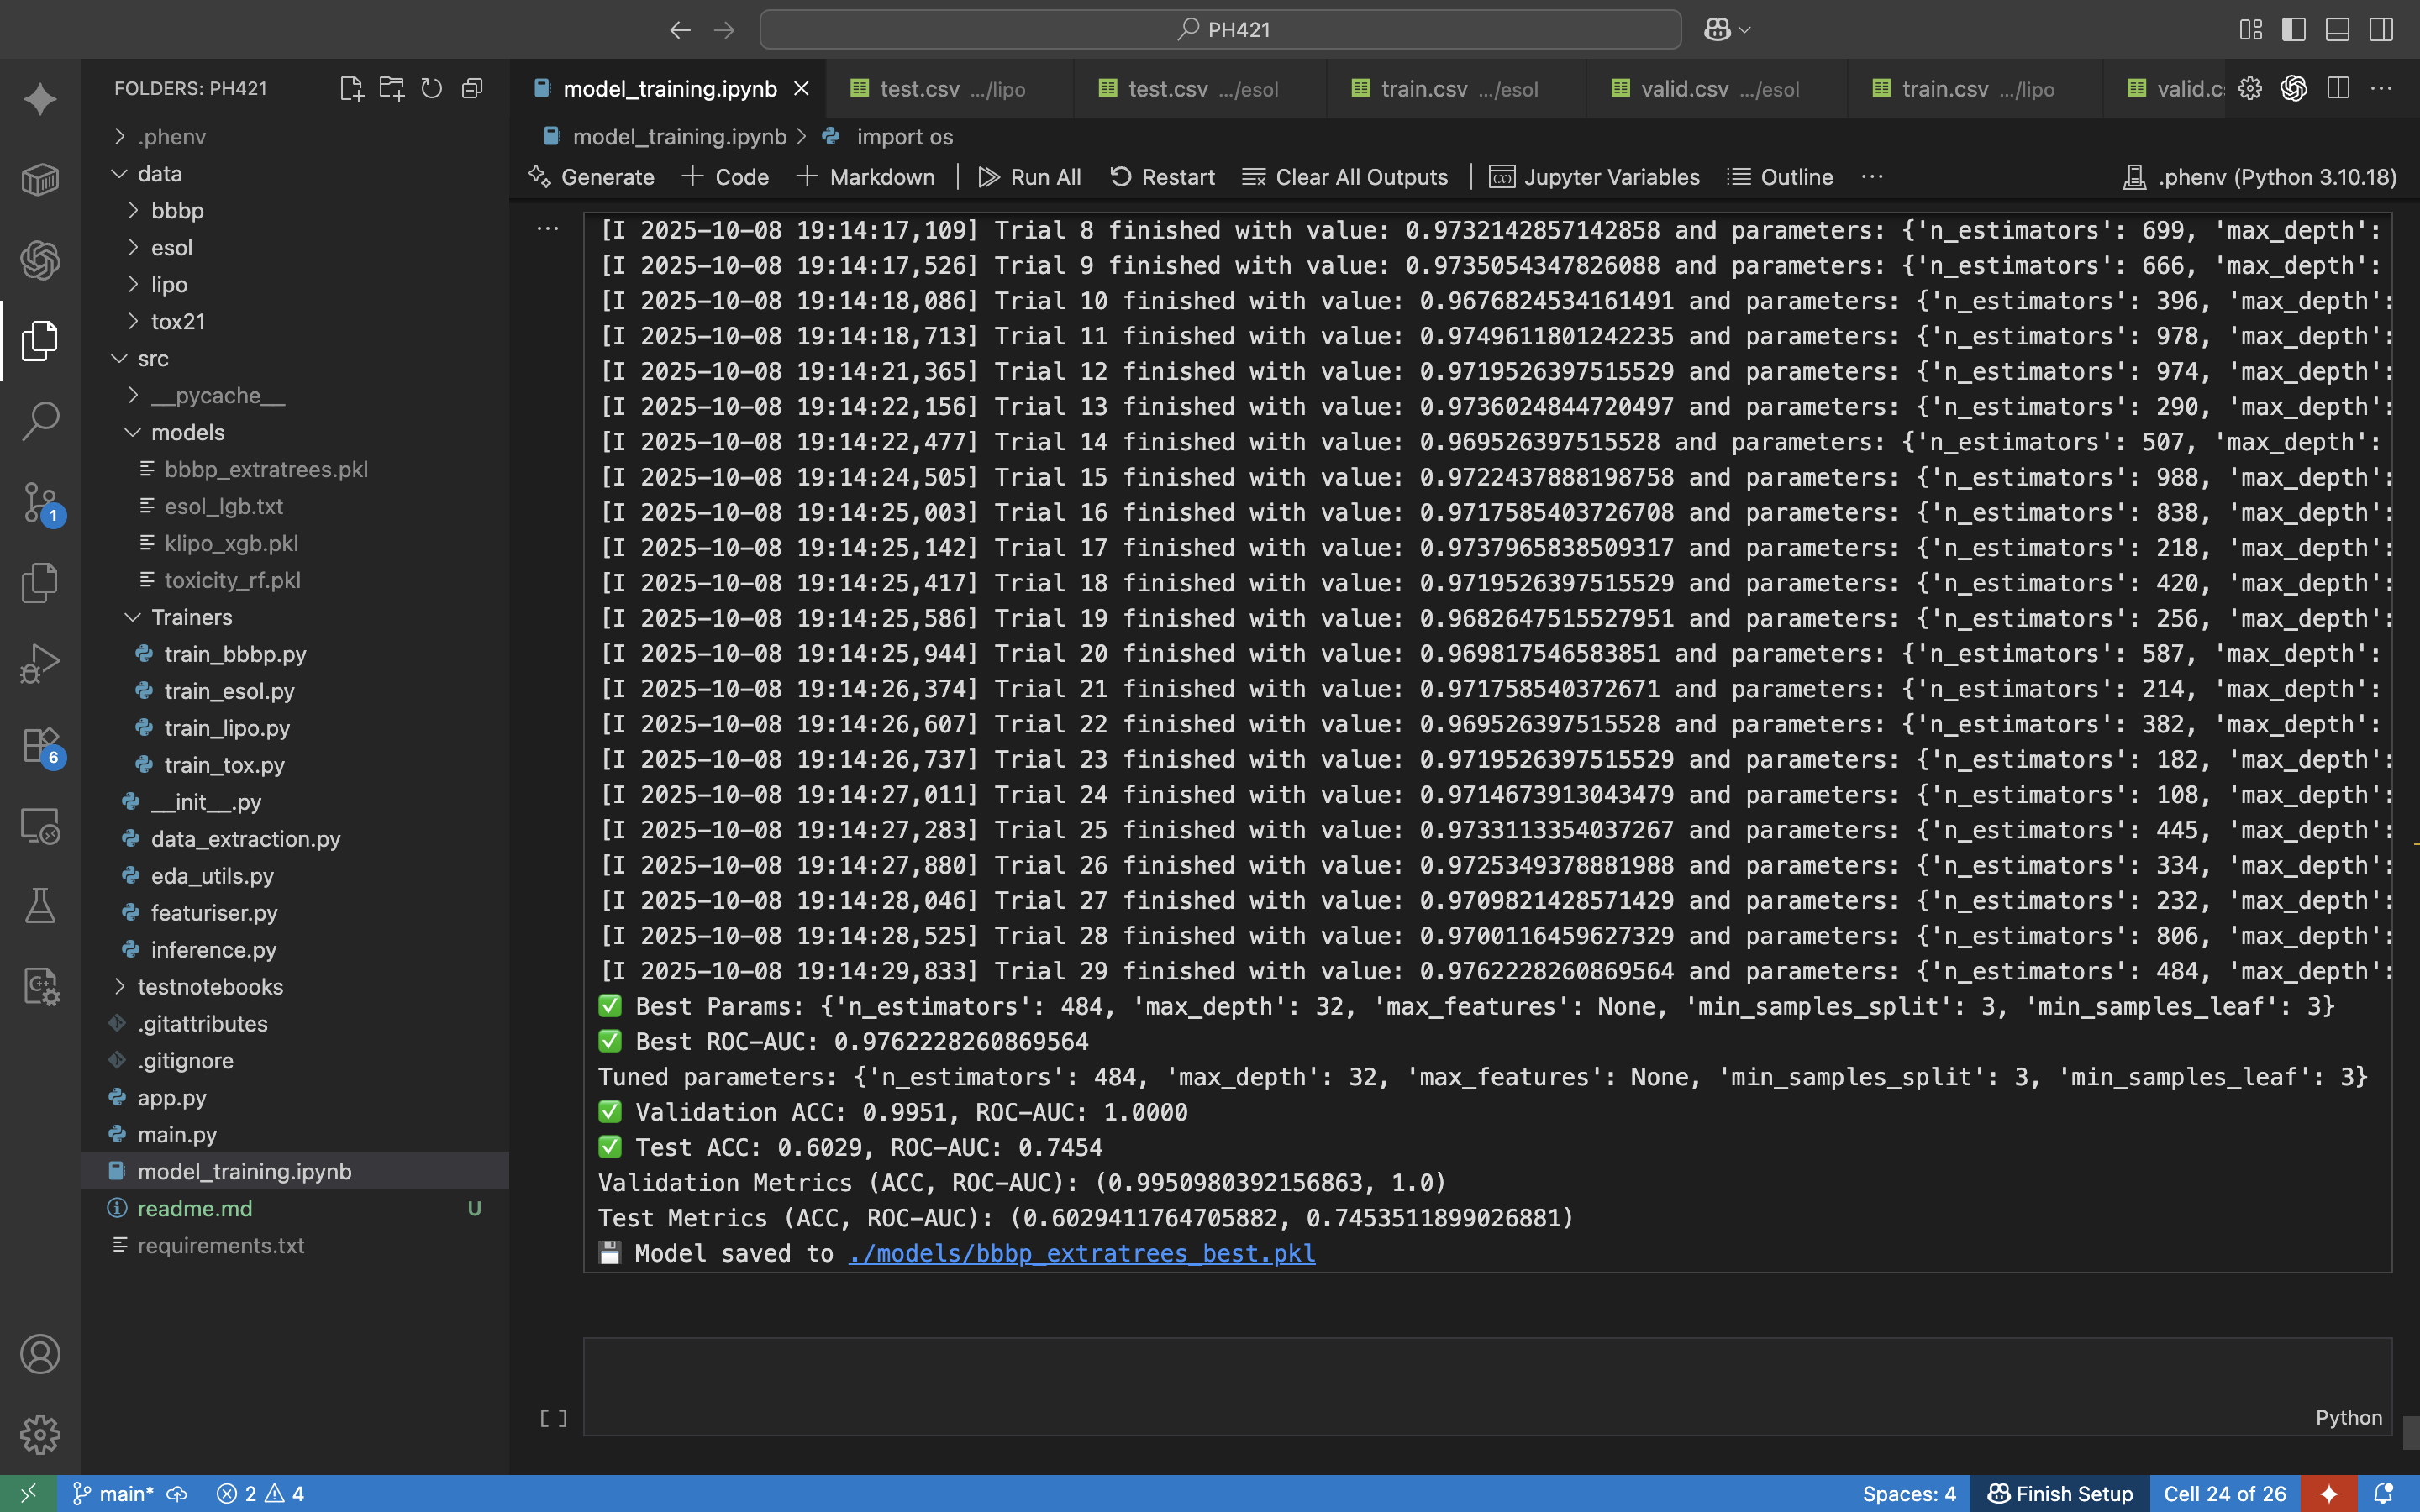 PH421
FOLDERS: PH421
.phenv
data
bbbp
esol
lipo
tox21
src
__pycache__
models
bbbp_extratrees.pkl
esol_lgb.txt
klipo_xgb.pkl
toxicity_rf.pkl
Trainers
train_bbbp.py
train_esol.py
train_lipo.py
train_tox.py
__init__.py
data_extraction.py
eda_utils.py
featuriser.py
inference.py
testnotebooks
.gitattributes
.gitignore
app.py
main.py
model_training.ipynb
readme.md U
requirements.txt
1
6
model_training.ipynb test.csv .../lipo test.csv .../esol train.csv .../esol valid.csv .../esol train.csv .../lipo valid.c
model_training.ipynb > import os
Generate + Code + Markdown | Run All Restart Clear All Outputs | Jupyter Variables Outline ... .phenv (Python 3.10.18)
[I 2025-10-08 19:14:17,109] Trial 8 finished with value: 0.9732142857142858 and parameters: {'n_estimators': 699, 'max_depth':
[I 2025-10-08 19:14:17,526] Trial 9 finished with value: 0.9735054347826088 and parameters: {'n_estimators': 666, 'max_depth':
[I 2025-10-08 19:14:18,086] Trial 10 finished with value: 0.9676824534161491 and parameters: {'n_estimators': 396, 'max_depth':
[I 2025-10-08 19:14:18,713] Trial 11 finished with value: 0.9749611801242235 and parameters: {'n_estimators': 978, 'max_depth':
[I 2025-10-08 19:14:21,365] Trial 12 finished with value: 0.9719526397515529 and parameters: {'n_estimators': 974, 'max_depth':
[I 2025-10-08 19:14:22,156] Trial 13 finished with value: 0.9736024844720497 and parameters: {'n_estimators': 290, 'max_depth':
[I 2025-10-08 19:14:22,477] Trial 14 finished with value: 0.969526397515528 and parameters: {'n_estimators': 507, 'max_depth':
[I 2025-10-08 19:14:24,505] Trial 15 finished with value: 0.9722437888198758 and parameters: {'n_estimators': 988, 'max_depth':
[I 2025-10-08 19:14:25,003] Trial 16 finished with value: 0.9717585403726708 and parameters: {'n_estimators': 838, 'max_depth':
[I 2025-10-08 19:14:25,142] Trial 17 finished with value: 0.9737965838509317 and parameters: {'n_estimators': 218, 'max_depth':
[I 2025-10-08 19:14:25,417] Trial 18 finished with value: 0.9719526397515529 and parameters: {'n_estimators': 420, 'max_depth':
[I 2025-10-08 19:14:25,586] Trial 19 finished with value: 0.9682647515527951 and parameters: {'n_estimators': 256, 'max_depth':
[I 2025-10-08 19:14:25,944] Trial 20 finished with value: 0.969817546583851 and parameters: {'n_estimators': 587, 'max_depth':
[I 2025-10-08 19:14:26,374] Trial 21 finished with value: 0.971758540372671 and parameters: {'n_estimators': 214, 'max_depth':
[I 2025-10-08 19:14:26,607] Trial 22 finished with value: 0.969526397515528 and parameters: {'n_estimators': 382, 'max_depth':
[I 2025-10-08 19:14:26,737] Trial 23 finished with value: 0.9719526397515529 and parameters: {'n_estimators': 182, 'max_depth':
[I 2025-10-08 19:14:27,011] Trial 24 finished with value: 0.9714673913043479 and parameters: {'n_estimators': 108, 'max_depth':
[I 2025-10-08 19:14:27,283] Trial 25 finished with value: 0.9733113354037267 and parameters: {'n_estimators': 445, 'max_depth':
[I 2025-10-08 19:14:27,880] Trial 26 finished with value: 0.9725349378881988 and parameters: {'n_estimators': 334, 'max_depth':
[I 2025-10-08 19:14:28,046] Trial 27 finished with value: 0.9709821428571429 and parameters: {'n_estimators': 232, 'max_depth':
[I 2025-10-08 19:14:28,525] Trial 28 finished with value: 0.9700116459627329 and parameters: {'n_estimators': 806, 'max_depth':
[I 2025-10-08 19:14:29,833] Trial 29 finished with value: 0.9762228260869564 and parameters: {'n_estimators': 484, 'max_depth':
✅ Best Params: {'n_estimators': 484, 'max_depth': 32, 'max_features': None, 'min_samples_split': 3, 'min_samples_leaf': 3}
✅ Best ROC-AUC: 0.9762228260869564
Tuned parameters: {'n_estimators': 484, 'max_depth': 32, 'max_features': None, 'min_samples_split': 3, 'min_samples_leaf': 3}
✅ Validation ACC: 0.9951, ROC-AUC: 1.0000
✅ Test ACC: 0.6029, ROC-AUC: 0.7454
Validation Metrics (ACC, ROC-AUC): (0.9950980392156863, 1.0)
Test Metrics (ACC, ROC-AUC): (0.6029411764705882, 0.7453511899026881)
💾 Model saved to ./models/bbbp_extratrees_best.pkl
[ ]
Python
main* 2 4 Spaces: 4 Finish Setup Cell 24 of 26